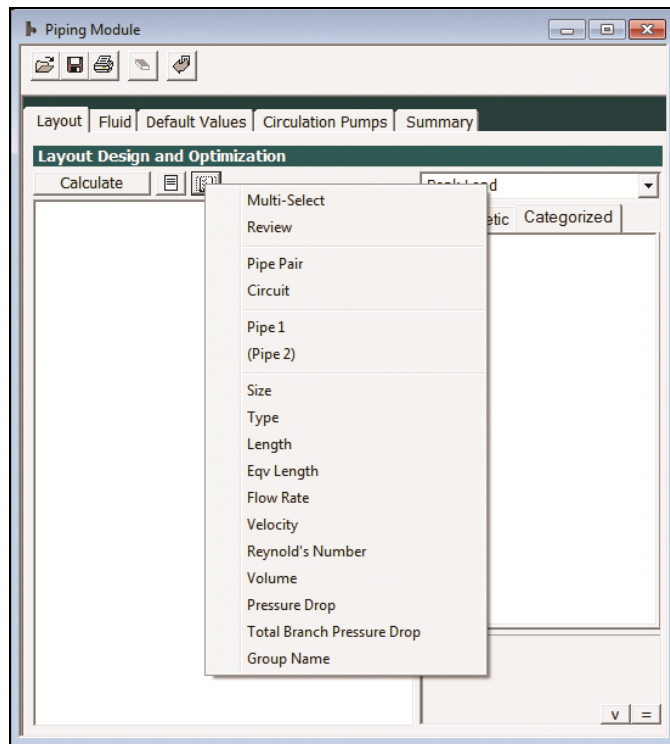 Piping Module
Layout Fluid Default Values Circulation Pumps Summary
Layout Design and Optimization
Calculate
Categorized
Multi-Select
Review
Pipe Pair
Circuit
Pipe 1
(Pipe 2)
Size
Type
Length
Eqv Length
Flow Rate
Velocity
Reynold's Number
Volume
Pressure Drop
Total Branch Pressure Drop
Group Name
v =